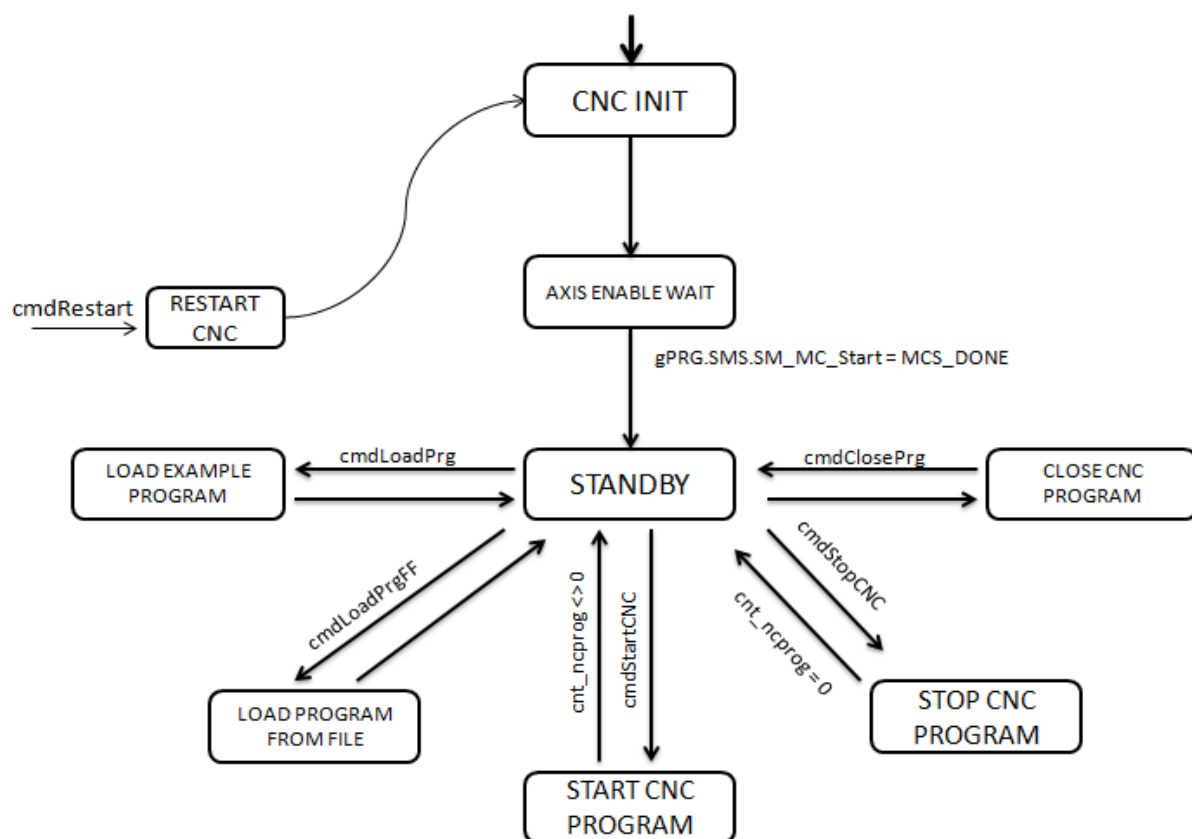 CNC INIT
AXIS ENABLE WAIT
cmdRestart
RESTART
CNC
gPRG.SMS.SM_MC_Start = MCS_DONE
LOAD EXAMPLE
PROGRAM
cmdLoadPrg
STANDBY
cmdClosePrg
CLOSE CNC
PROGRAM
cmdLoadPrgFF
cnt_ncprog <> 0
cmdStartCNC
cmdStopCNC
cnt_ncprog = 0
LOAD PROGRAM
FROM FILE
STOP CNC
PROGRAM
START CNC
PROGRAM